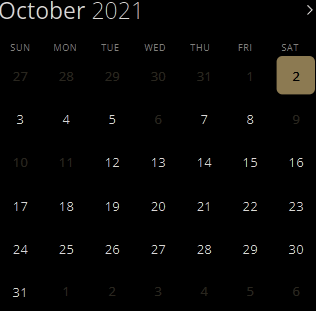 October 2021 >
SUN MON TUE WED THU FRI SAT
27 28 29 30 31 1 2
3 4 5 6 7 8 9
10 11 12 13 14 15 16
17 18 19 20 21 22 23
24 25 26 27 28 29 30
31 1 2 3 4 5 6